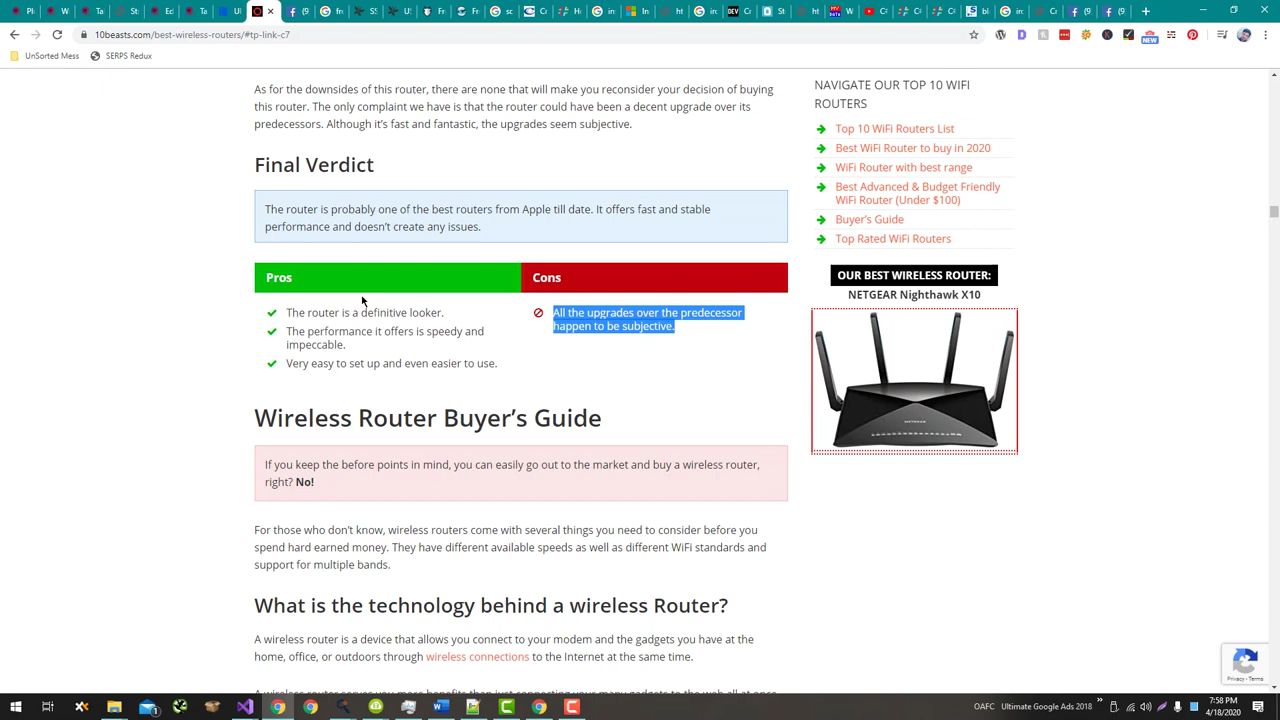 Pl
Ta
St
Ed
Ta
Ul
10beasts.com/best-wireless-routers/#tp-link-c7
UnSorted Mess
SERPS Redux
NEW
As for the downsides of this router, there are none that will make you reconsider your decision of buying
this router. The only complaint we have is that the router could have been a decent upgrade over its
predecessors. Although it's fast and fantastic, the upgrades seem subjective.
Final Verdict
The router is probably one of the best routers from Apple till date. It offers fast and stable
performance and doesn't create any issues.
Pros
Cons
The router is a definitive looker.
The performance it offers is speedy and
impeccable.
Very easy to set up and even easier to use.
All the upgrades over the predecessor
happen to be subjective.
Wireless Router Buyer's Guide
If you keep the before points in mind, you can easily go out to the market and buy a wireless router,
right? No!
For those who don't know, wireless routers come with several things you need to consider before you
spend hard earned money. They have different available speeds as well as different WiFi standards and
support for multiple bands.
What is the technology behind a wireless Router?
A wireless router is a device that allows you connect to your modem and the gadgets you have at the
home, office, or outdoors through wireless connections to the Internet at the same time.
NAVIGATE OUR TOP 10 WIFI
ROUTERS
Top 10 WiFi Routers List
Best WiFi Router to buy in 2020
WiFi Router with best range
Best Advanced & Budget Friendly
WiFi Router (Under $100)
Buyer's Guide
Top Rated WiFi Routers
OUR BEST WIRELESS ROUTER:
NETGEAR Nighthawk X10
NETGEAR
Privacy - Terms
OAFC
Ultimate Google Ads 2018
7:58 PM
4/18/2020